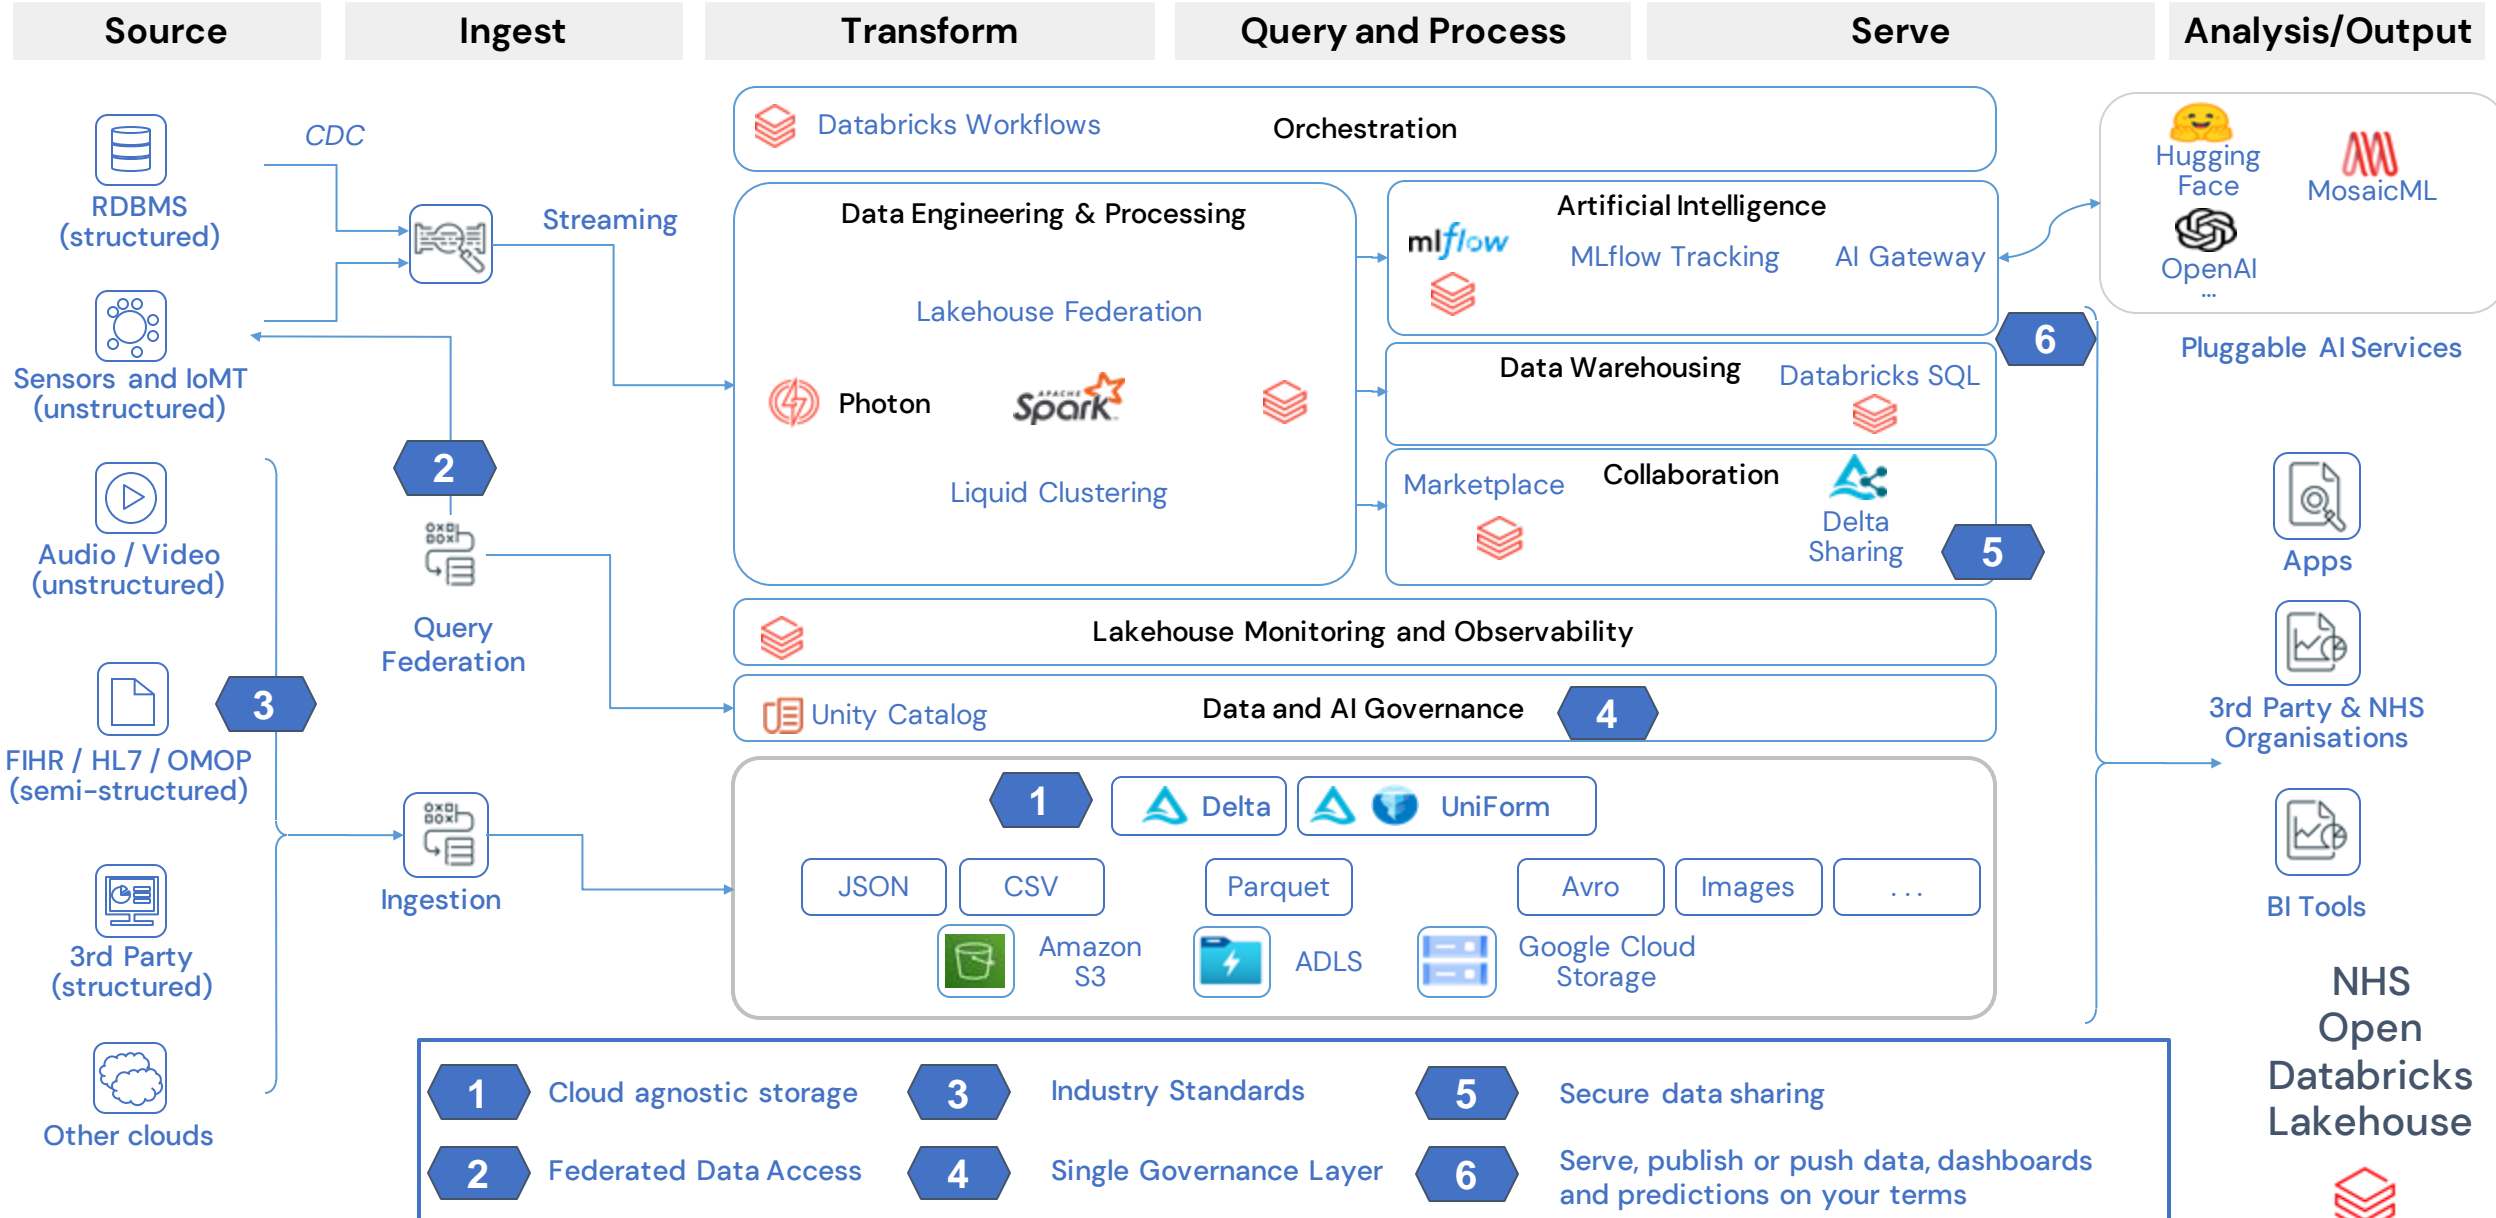 Source
Ingest
Transform
Query and Process
Serve
Analysis/Output
RDBMS
(structured)
Sensors and IoMT
(unstructured)
Audio / Video
(unstructured)
FIHR / HL7 / OMOP
(semi-structured)
3rd Party
(structured)
Other clouds
CDC
Streaming
2
Query
Federation
3
Ingestion
Databricks Workflows
Orchestration
Data Engineering & Processing
Lakehouse Federation
Photon
APACHE
Spark
Liquid Clustering
Artificial Intelligence
mlflow
MLflow Tracking
AI Gateway
Data Warehousing
Databricks SQL
Marketplace
Collaboration
Delta
Sharing
5
6
Lakehouse Monitoring and Observability
Unity Catalog
Data and AI Governance
4
1
Delta
UniForm
JSON
CSV
Parquet
Avro
Images
...
Amazon
S3
ADLS
Google Cloud
Storage
Hugging
Face
MosaicML
OpenAI
...
Pluggable AI Services
Apps
3rd Party & NHS
Organisations
BI Tools
NHS
Open
Databricks
Lakehouse
1 Cloud agnostic storage
2 Federated Data Access
3 Industry Standards
4 Single Governance Layer
5 Secure data sharing
6 Serve, publish or push data, dashboards
and predictions on your terms